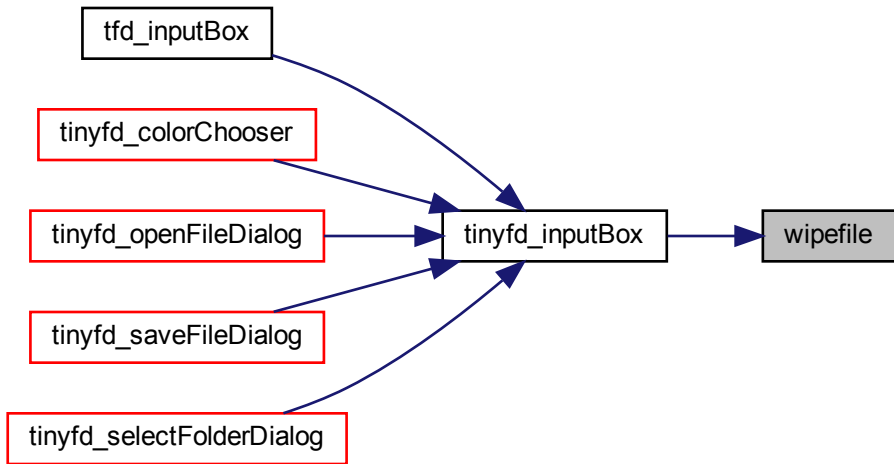 tfd_inputBox
tinyfd_colorChooser
tinyfd_openFileDialog
tinyfd_inputBox
wipefile
tinyfd_saveFileDialog
tinyfd_selectFolderDialog